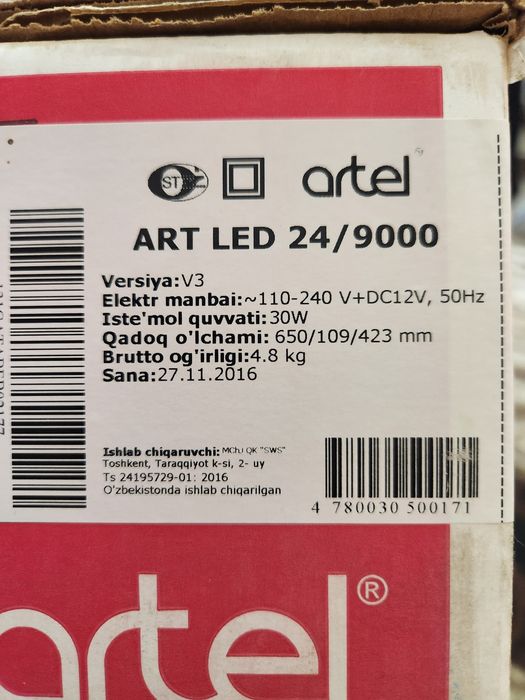 ST
artel
ART LED 24/9000
Versiya:V3
Elektr manbai:~110-240 V+DC12V, 50Hz
Iste'mol quvvati:30W
Qadoq o'lchami: 650/109/423 mm
Brutto og'irligi:4.8 kg
Sana:27.11.2016
Ishlab chiqaruvchi: MChJ QK "SWS"
Toshkent, Taraqqiyot k-si, 2- uy
Ts 24195729-01: 2016
O'zbekistonda ishlab chiqarilgan
4 780030 500171
artel®